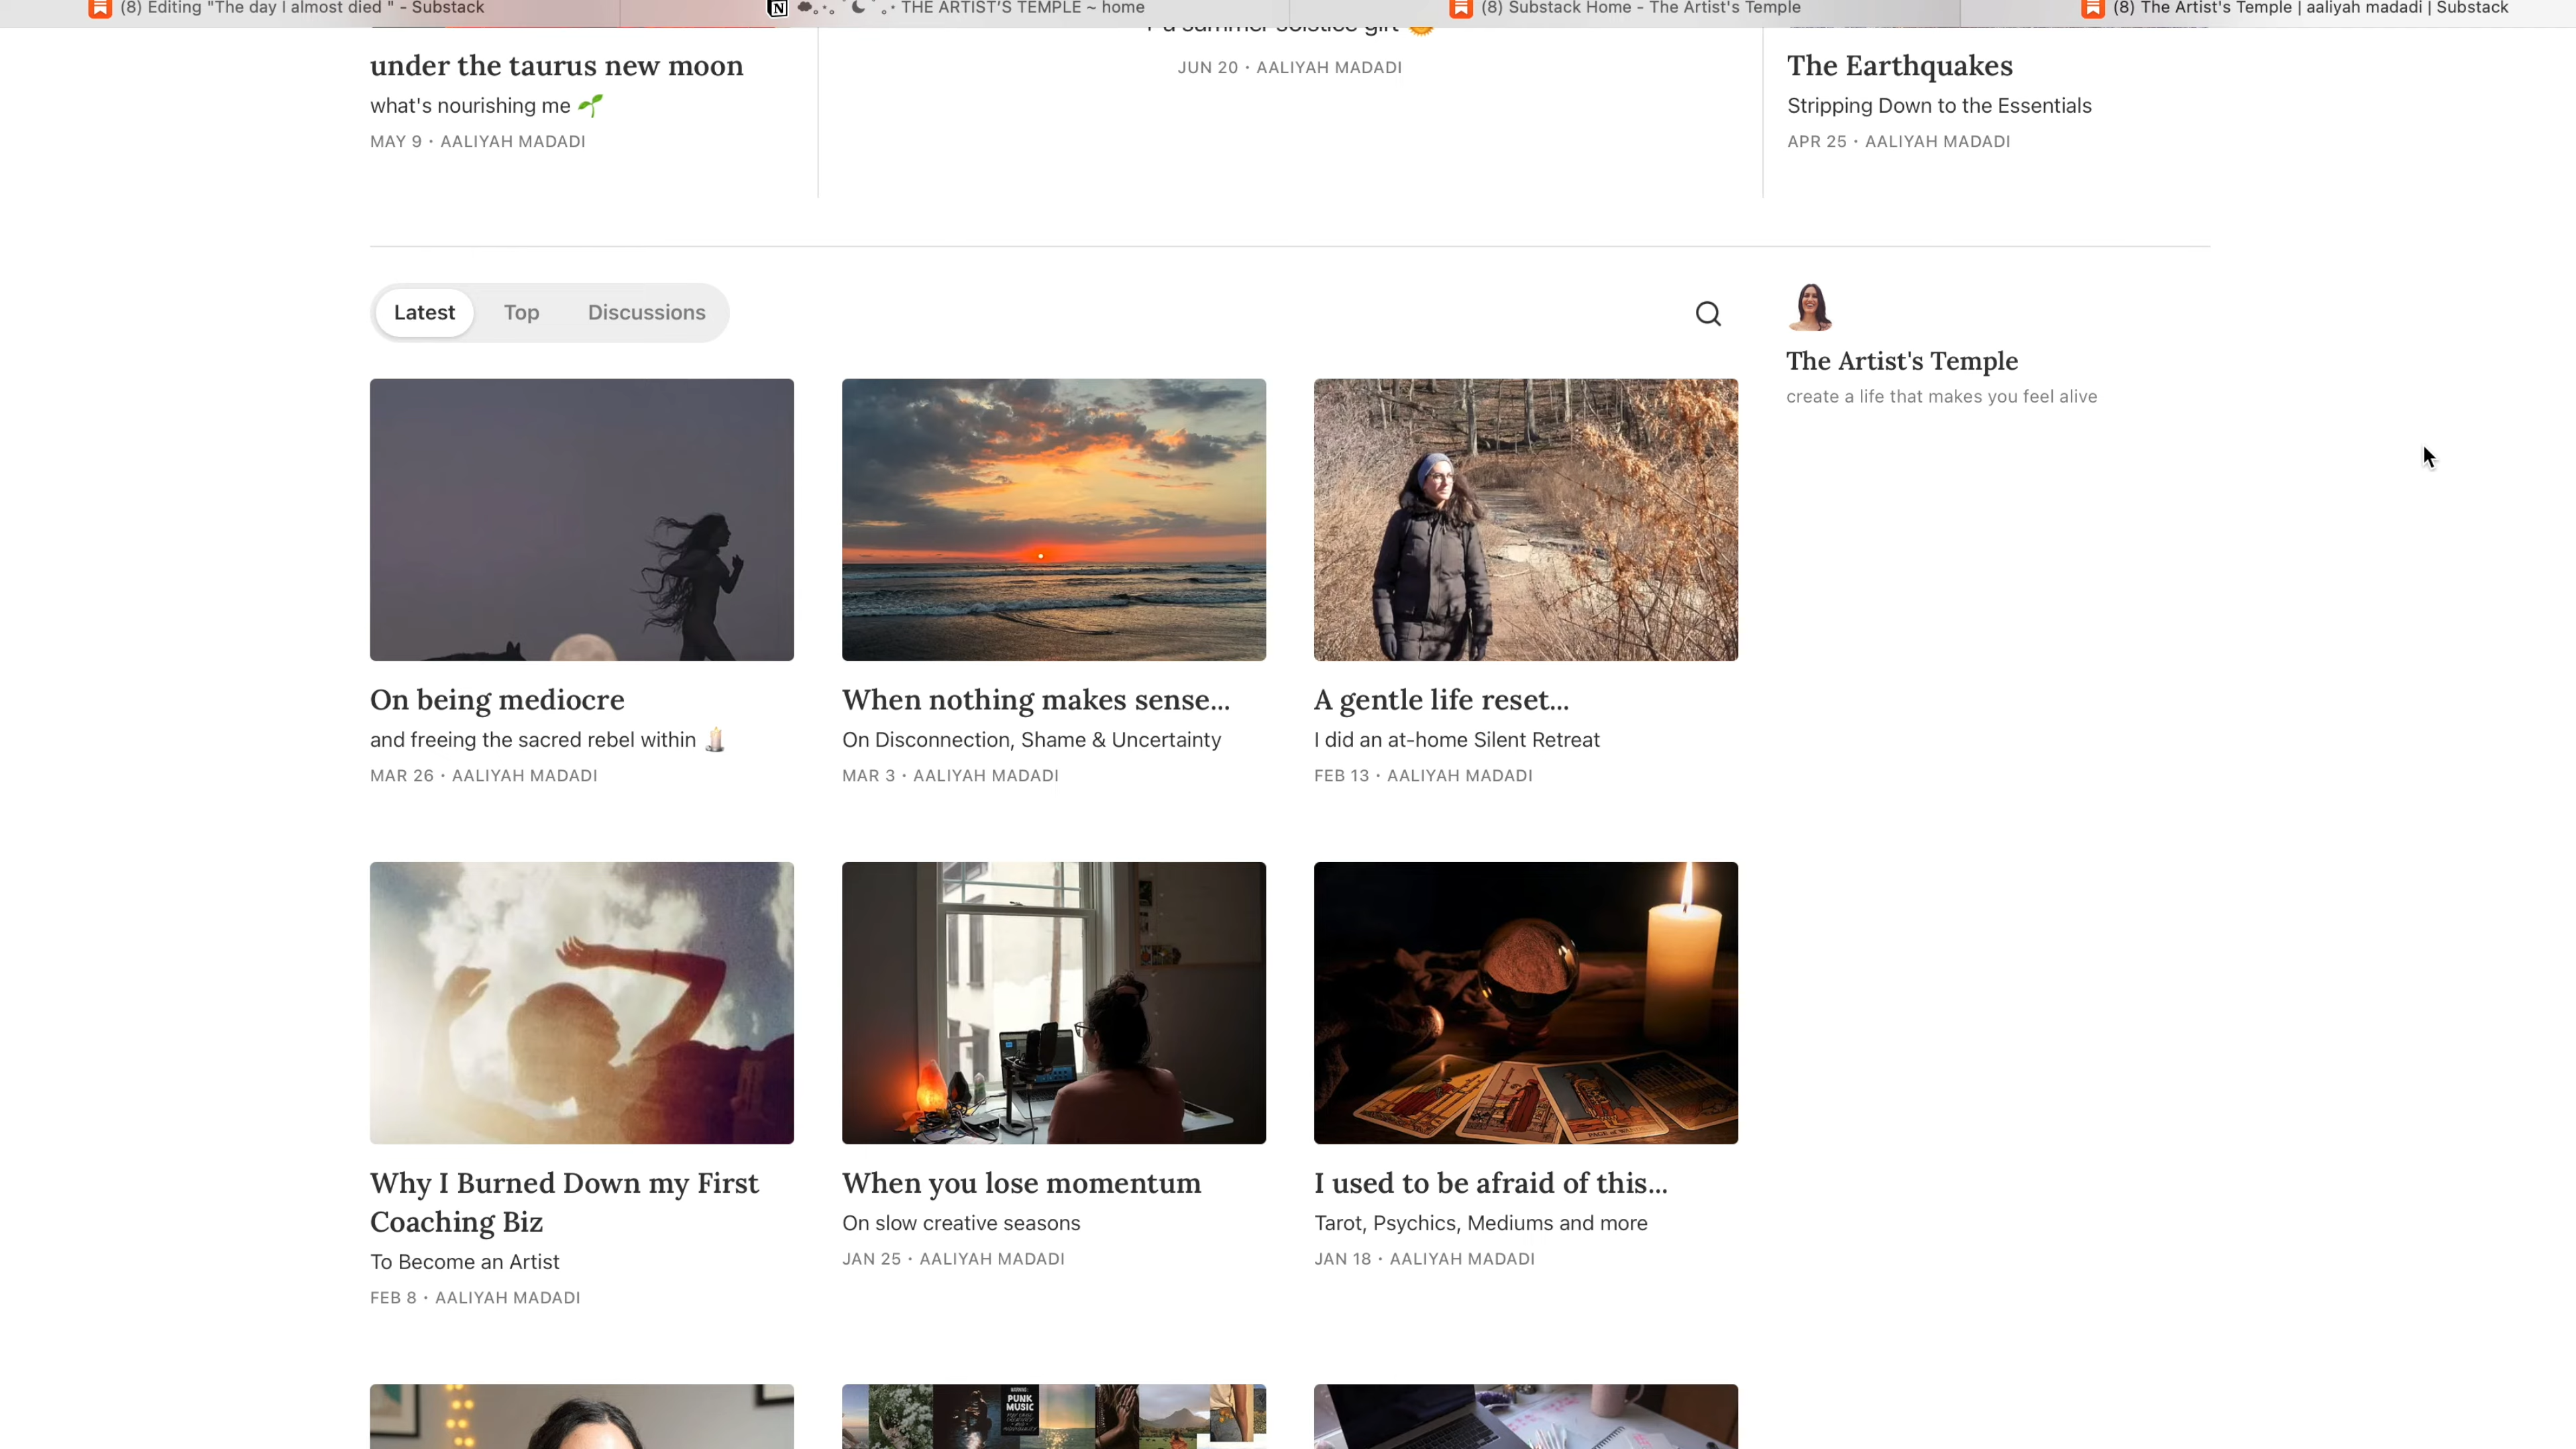 (8) Editing "The day I almost died " - Substack
THE ARTIST'S TEMPLE ~ home
(8) Substack Home - The Artist's Temple
(8) The Artist's Temple | aaliyah madadi | Substack
under the taurus new moon
what's nourishing me 🌱
MAY 9 • AALIYAH MADADI
+ a summer solstice gift 🌞
JUN 20 • AALIYAH MADADI
The Earthquakes
Stripping Down to the Essentials
APR 25 • AALIYAH MADADI
Latest
Top
Discussions
The Artist's Temple
create a life that makes you feel alive
On being mediocre
and freeing the sacred rebel within 🕯️
MAR 26 • AALIYAH MADADI
When nothing makes sense...
On Disconnection, Shame & Uncertainty
MAR 3 • AALIYAH MADADI
A gentle life reset...
I did an at-home Silent Retreat
FEB 13 • AALIYAH MADADI
Why I Burned Down my First
Coaching Biz
To Become an Artist
FEB 8 • AALIYAH MADADI
When you lose momentum
On slow creative seasons
JAN 25 • AALIYAH MADADI
I used to be afraid of this...
Tarot, Psychics, Mediums and more
JAN 18 • AALIYAH MADADI
PUNK
MUSIC